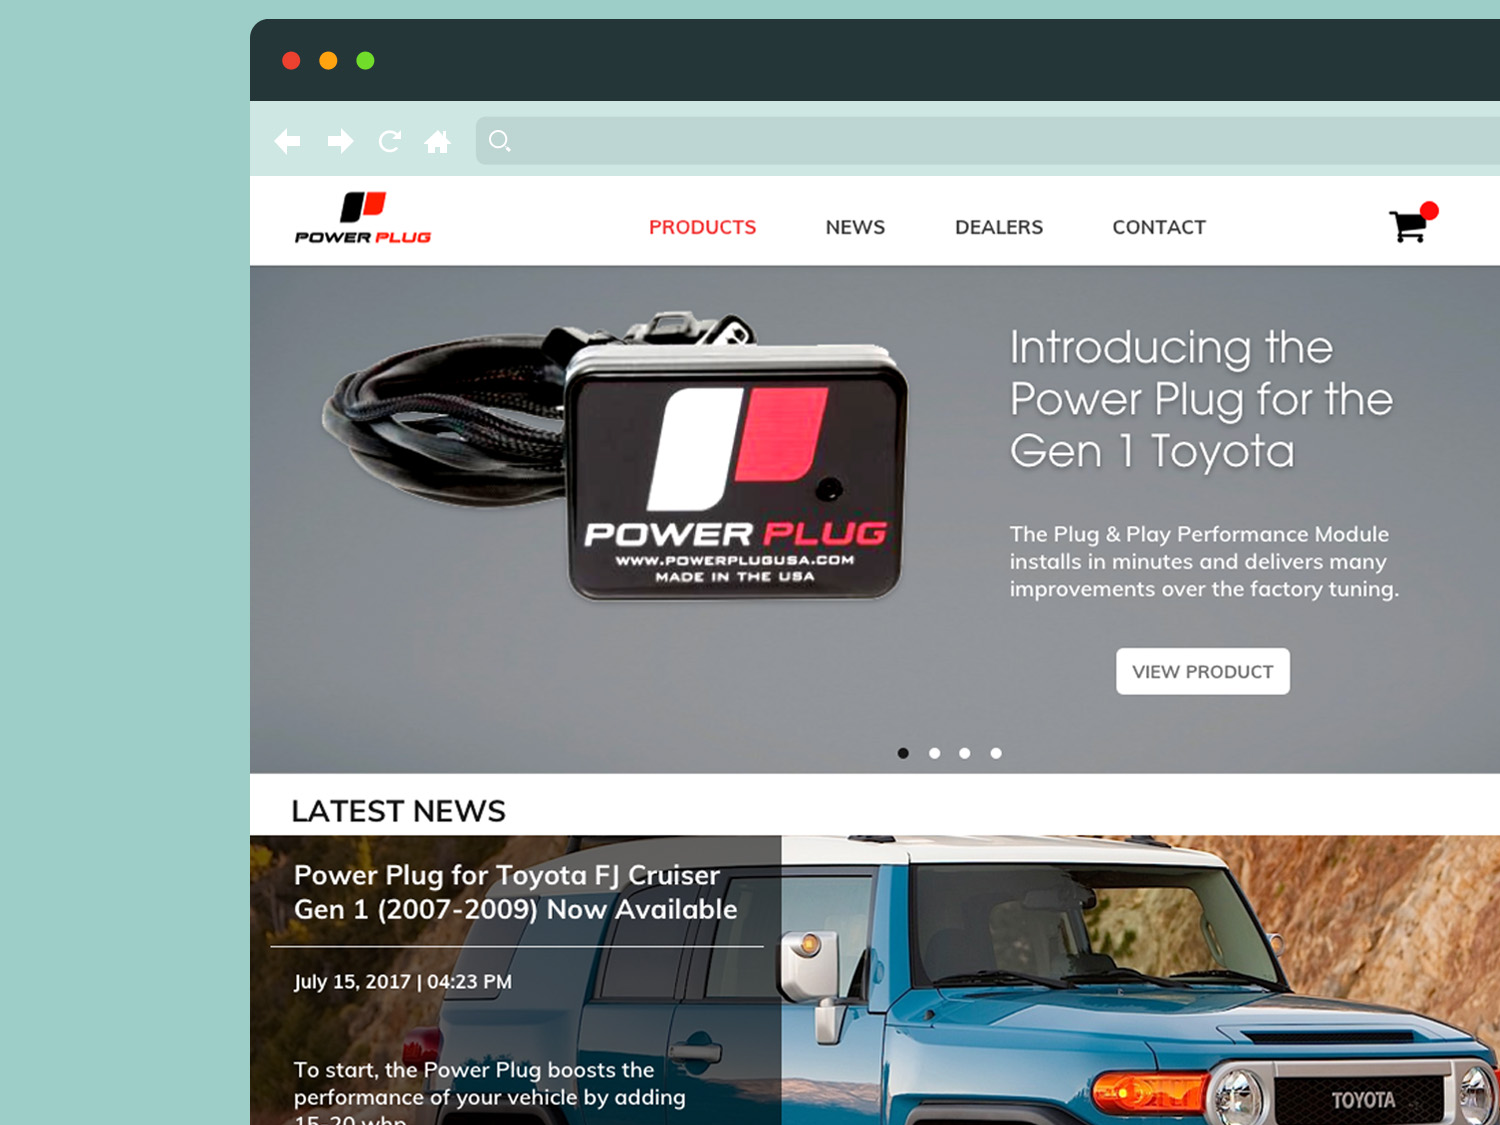 POWER PLUG
PRODUCTS
NEWS
DEALERS
CONTACT
POWER PLUG
WWW.POWERPLUGUSA.COM
MADE IN THE USA
Introducing the
Power Plug for the
Gen 1 Toyota
The Plug & Play Performance Module
installs in minutes and delivers many
improvements over the factory tuning.
VIEW PRODUCT
LATEST NEWS
Power Plug for Toyota FJ Cruiser
Gen 1 (2007-2009) Now Available
July 15, 2017 | 04:23 PM
To start, the Power Plug boosts the
performance of your vehicle by adding
15-20 whp
TOYOTA